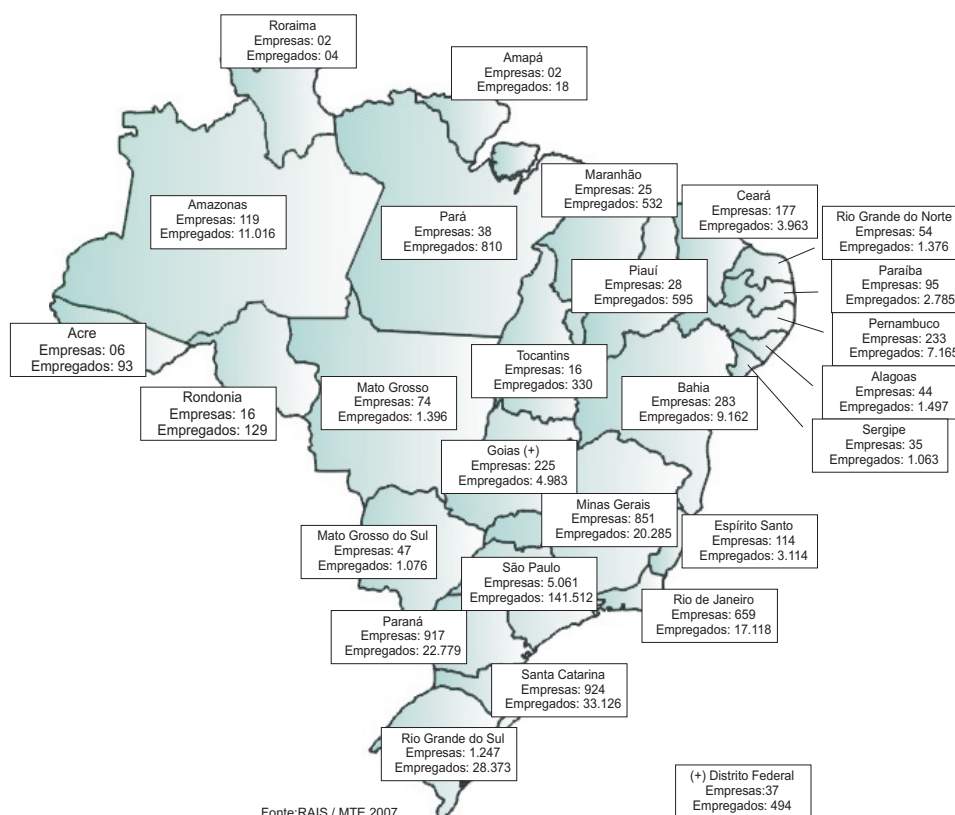 Roraima
Empresas: 02
Empregados: 04
Amapá
Empresas: 02
Empregados: 18
Maranhão
Empresas: 25
Empregados: 532
Ceará
Empresas: 177
Empregados: 3.963
Amazonas
Empresas: 119
Empregados: 11.016
Pará
Empresas: 38
Empregados: 810
Rio Grande do Norte
Empresas: 54
Empregados: 1.376
Piauí
Empresas: 28
Empregados: 595
Paraíba
Empresas: 95
Empregados: 2.785
Pernambuco
Empresas: 233
Empregados: 7.165
Acre
Empresas: 06
Empregados: 93
Tocantins
Empresas: 16
Empregados: 330
Alagoas
Empresas: 44
Empregados: 1.497
Rondonia
Empresas: 16
Empregados: 129
Mato Grosso
Empresas: 74
Empregados: 1.396
Bahia
Empresas: 283
Empregados: 9.162
Sergipe
Empresas: 35
Empregados: 1.063
Goias (+)
Empresas: 225
Empregados: 4.983
Minas Gerais
Empresas: 851
Empregados: 20.285
Espírito Santo
Empresas: 114
Empregados: 3.114
Mato Grosso do Sul
Empresas: 47
Empregados: 1.076
São Paulo
Empresas: 5.061
Empregados: 141.512
Rio de Janeiro
Empresas: 659
Empregados: 17.118
Paraná
Empresas: 917
Empregados: 22.779
Santa Catarina
Empresas: 924
Empregados: 33.126
Rio Grande do Sul
Empresas: 1.247
Empregados: 28.373
(+) Distrito Federal
Empresas:37
Empregados: 494
Fonte:RAIS / MTE 2007